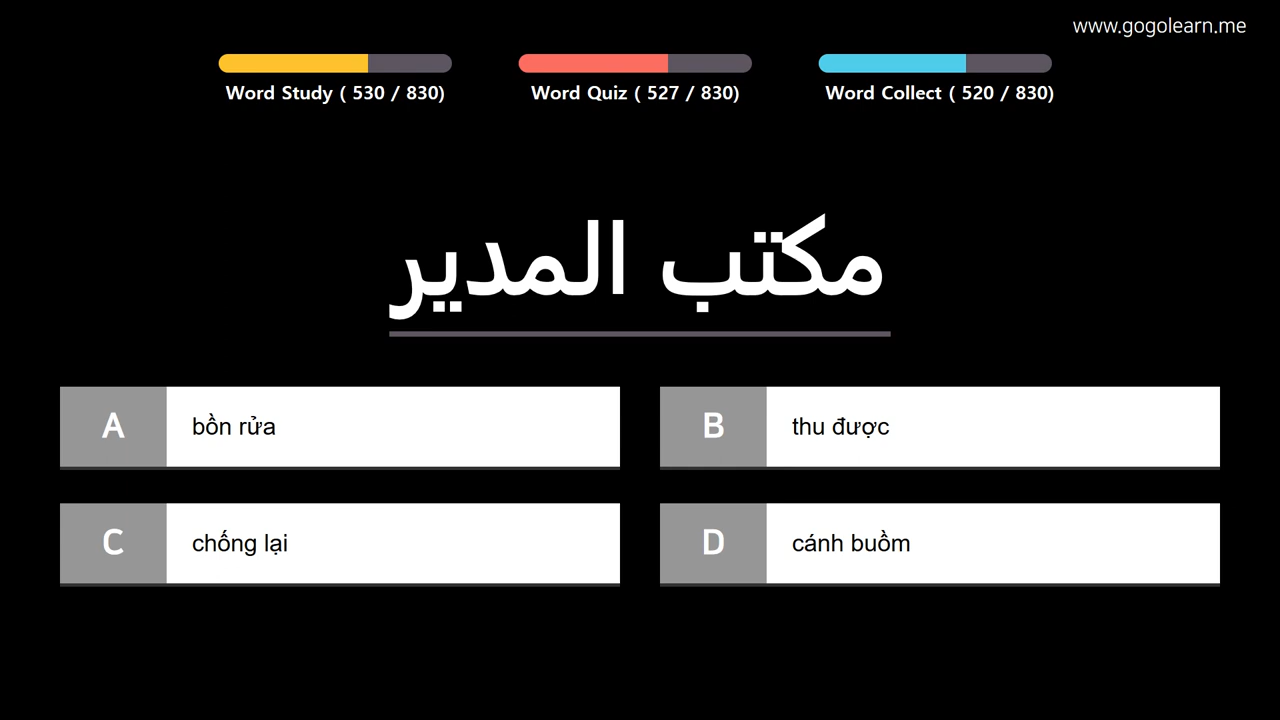 www.gogolearn.me
Word Study ( 530 / 830)
Word Quiz ( 527 / 830)
Word Collect ( 520 / 830)
مكتب المدير
A bồn rửa
B thu được
C chống lại
D cánh buồm